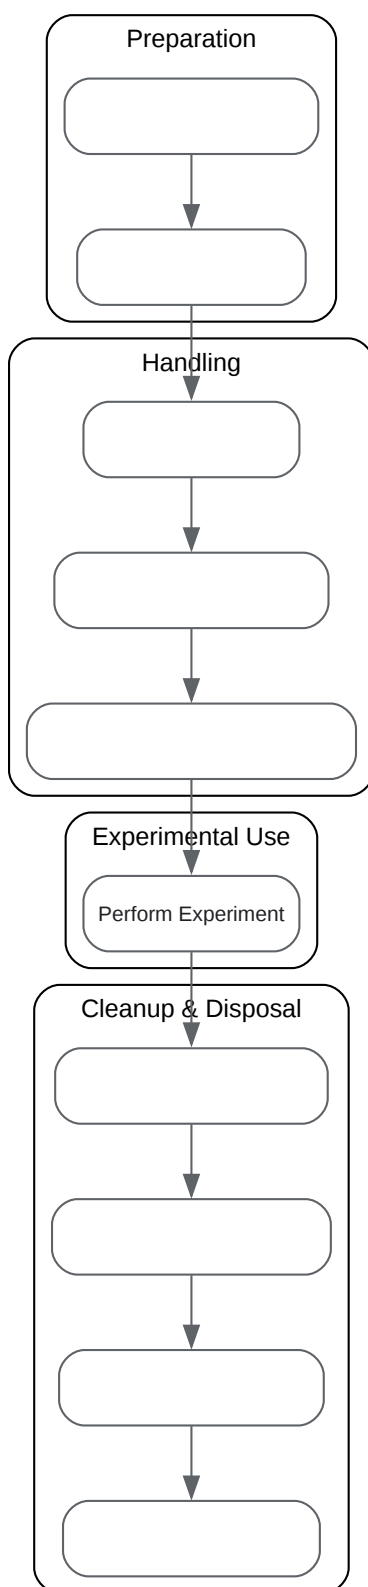 Preparation
Handling
Experimental Use
Perform Experiment
Cleanup & Disposal